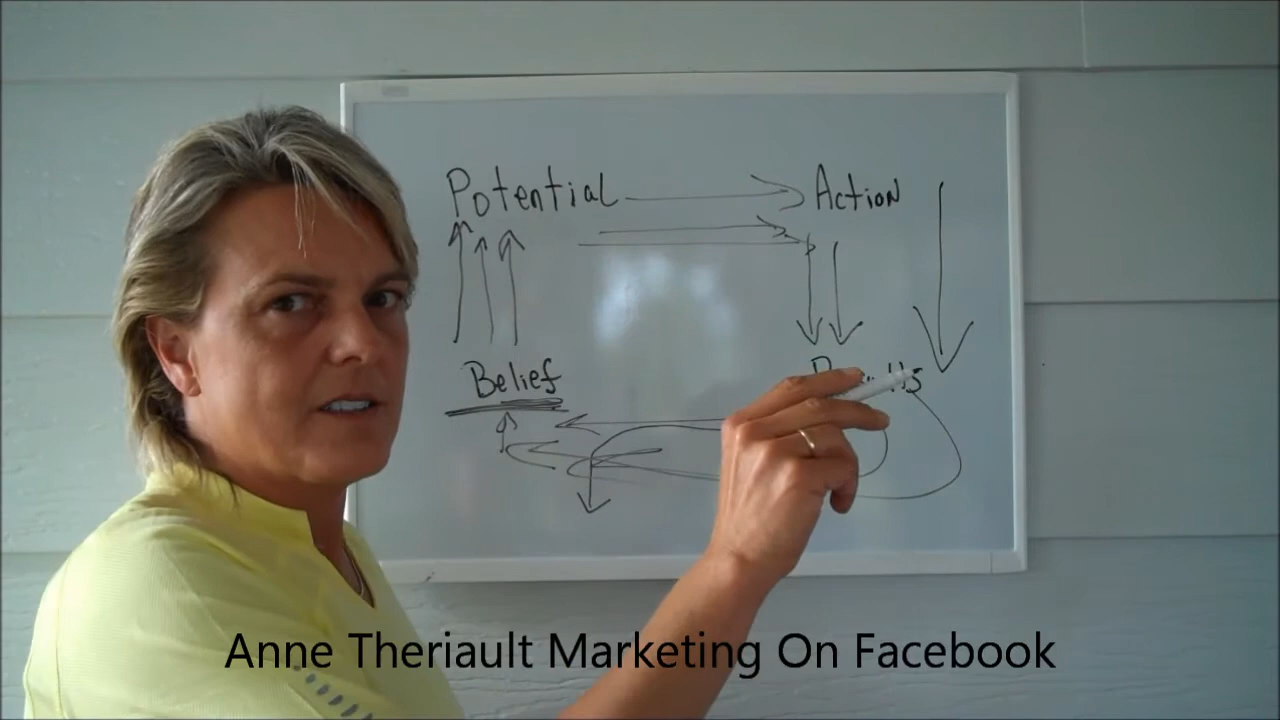 Potential Action
Belief
Anne Theriault Marketing On Facebook